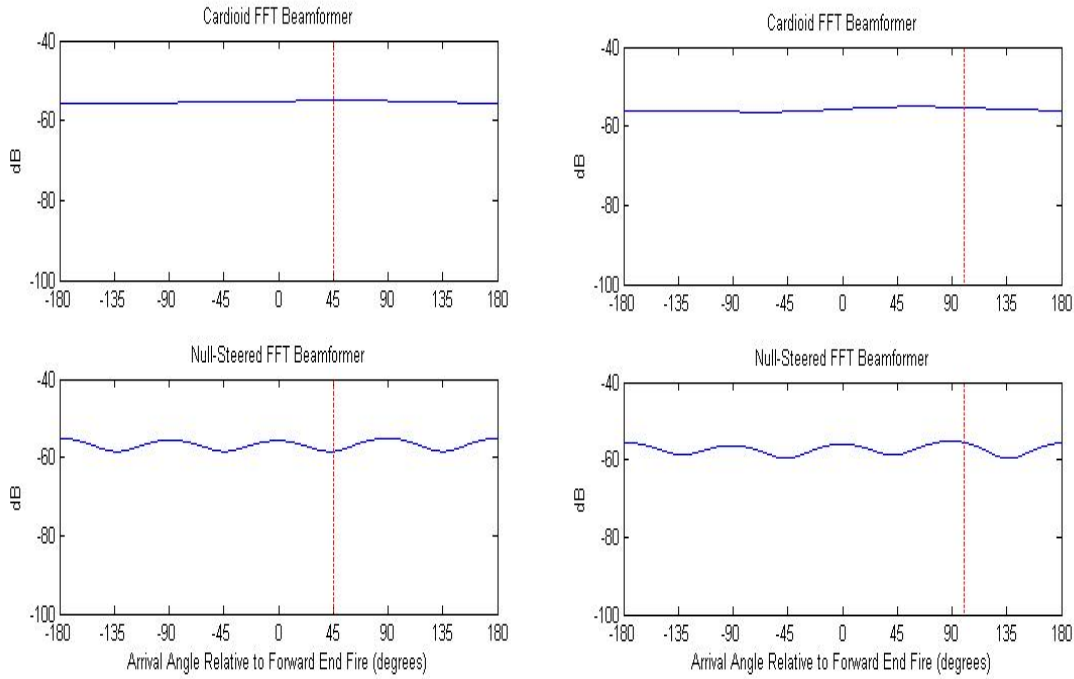 Cardioid FFT Beamformer
-40
-60
-80
-100
dB
-180 -135 -90 -45 0 45 90 135 180
Cardioid FFT Beamformer
-40
-60
-80
-100
dB
-180 -135 -90 -45 0 45 90 135 180
Null-Steered FFT Beamformer
-40
-60
-80
-100
dB
-180 -135 -90 -45 0 45 90 135 180
Arrival Angle Relative to Forward End Fire (degrees)
Null-Steered FFT Beamformer
-40
-60
-80
-100
dB
-180 -135 -90 -45 0 45 90 135 180
Arrival Angle Relative to Forward End Fire (degrees)